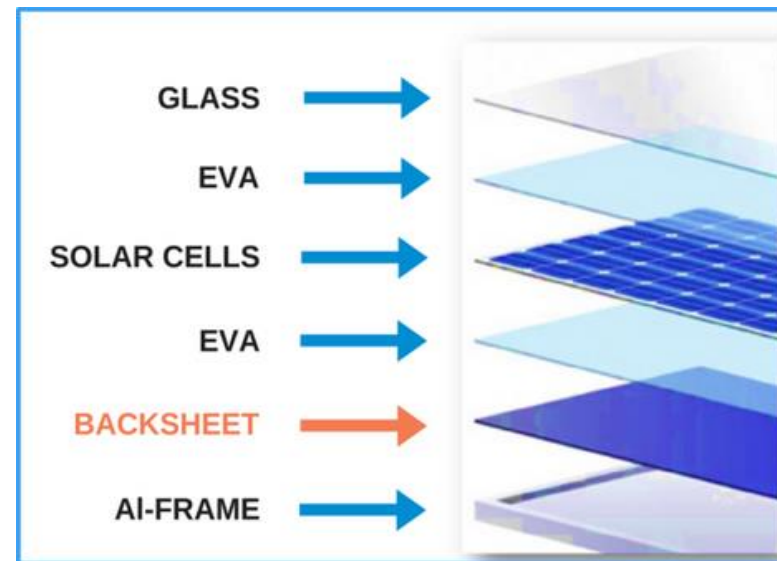 GLASS
EVA
SOLAR CELLS
EVA
BACKSHEET
Al-FRAME